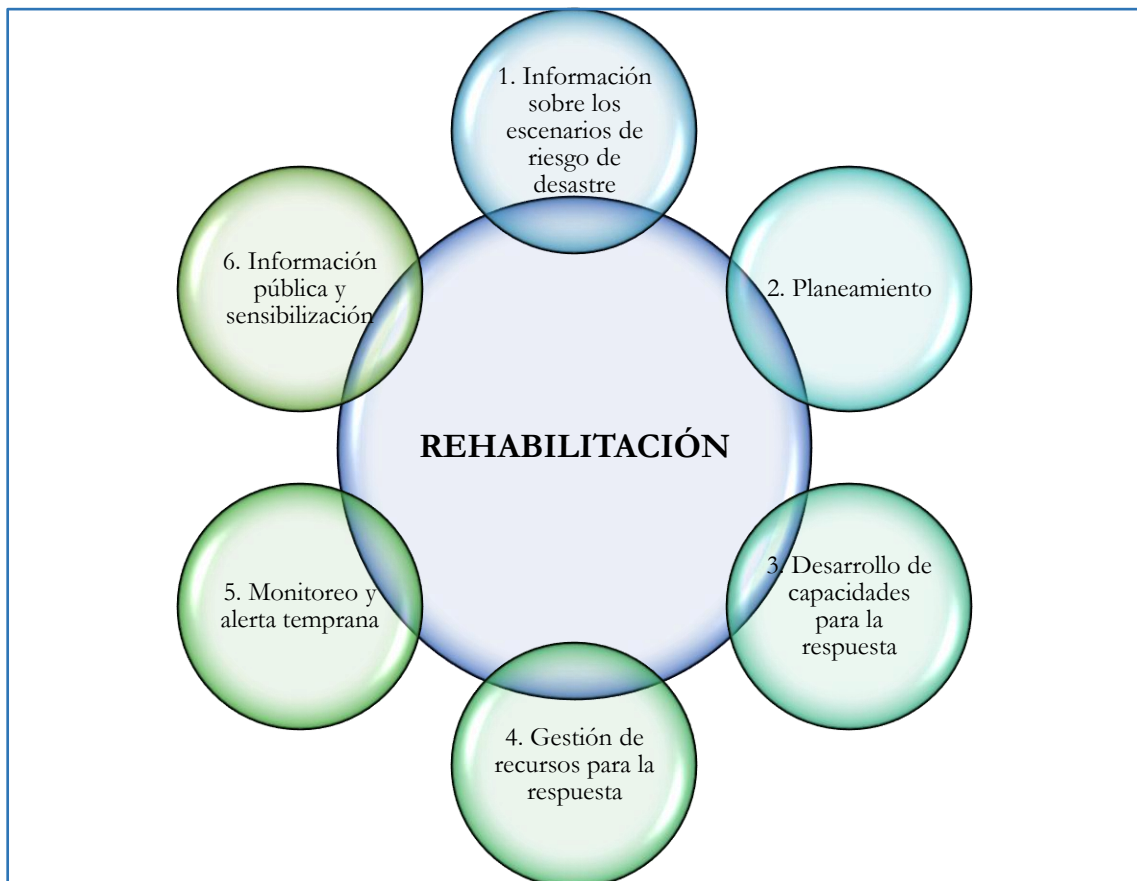 1. Información
sobre los
escenarios de
riesgo de
desastre
2. Planeamiento
3. Desarrollo de
capacidades
para la
respuesta
4. Gestión de
recursos para la
respuesta
5. Monitoreo y
alerta temprana
6. Información
pública y
sensibilización
REHABILITACIÓN